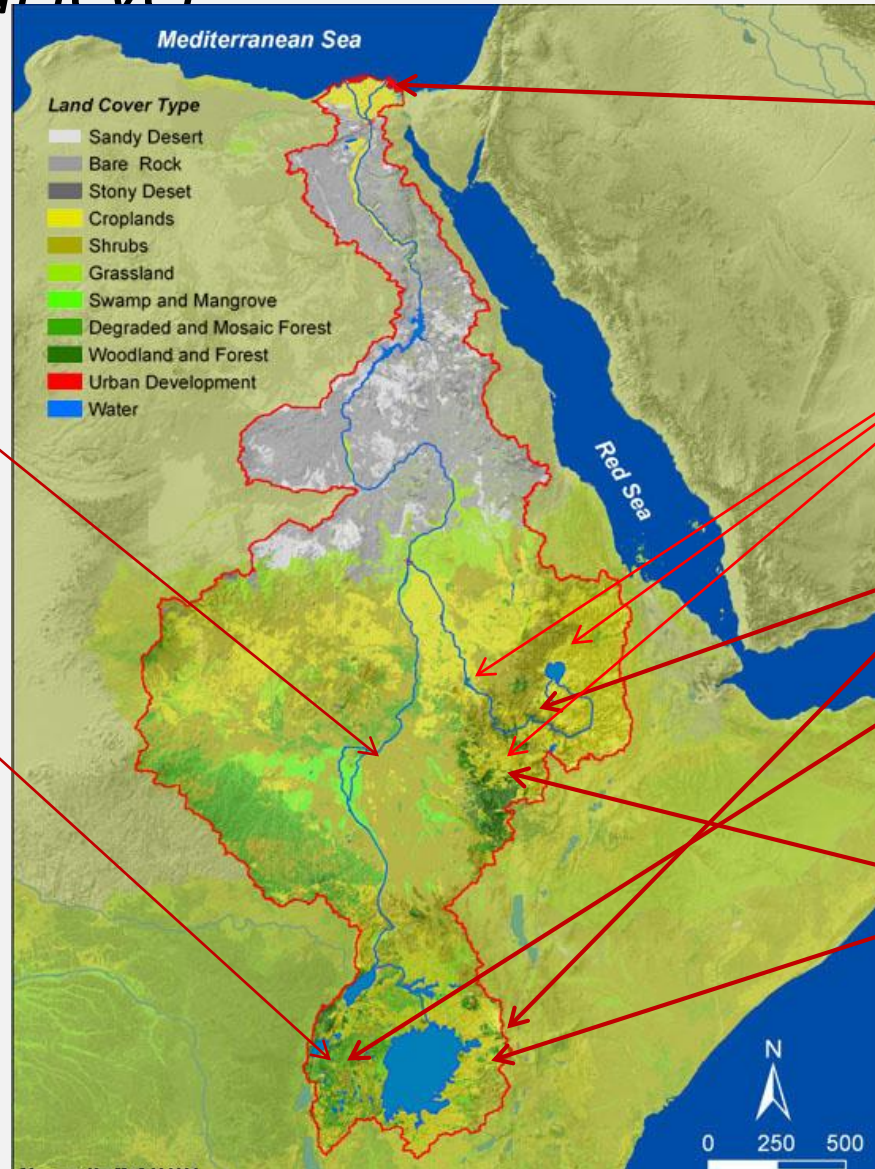 Mediterranean Sea
Land Cover Type
Sandy Desert
Bare Rock
Stony Deset
Croplands
Shrubs
Grassland
Swamp and Mangrove
Degraded and Mosaic Forest
Woodland and Forest
Urban Development
Water
Red Sea
N
0 250 500